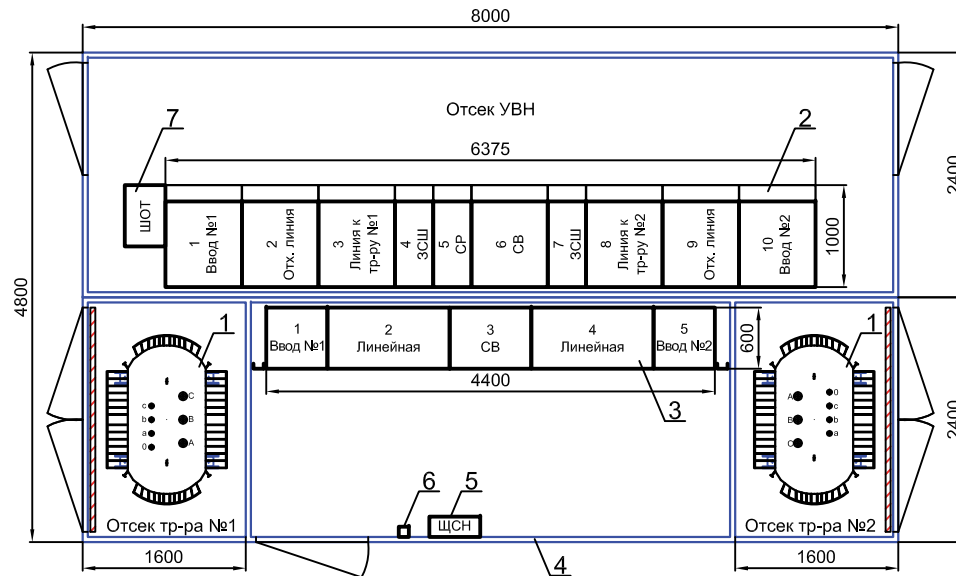 8000
Отсек УВН
7
2
6375
ШОТ
1
Ввод №1
2
Отх. линия
3
Линия к
тр-ру №1
4
ЗСШ
5
СР
6
СВ
7
ЗСШ
8
Линия к
тр-ру №2
9
Отх. линия
10
Ввод №2
1000
2400
4800
1
1
Ввод №1
2
Линейная
3
СВ
4
Линейная
5
Ввод №2
600
4400
3
1
2400
c
b
a
0
C
B
A
A
B
C
0
c
b
a
6
5
ЩСН
Отсек тр-ра №1
Отсек тр-ра №2
4
1600
1600